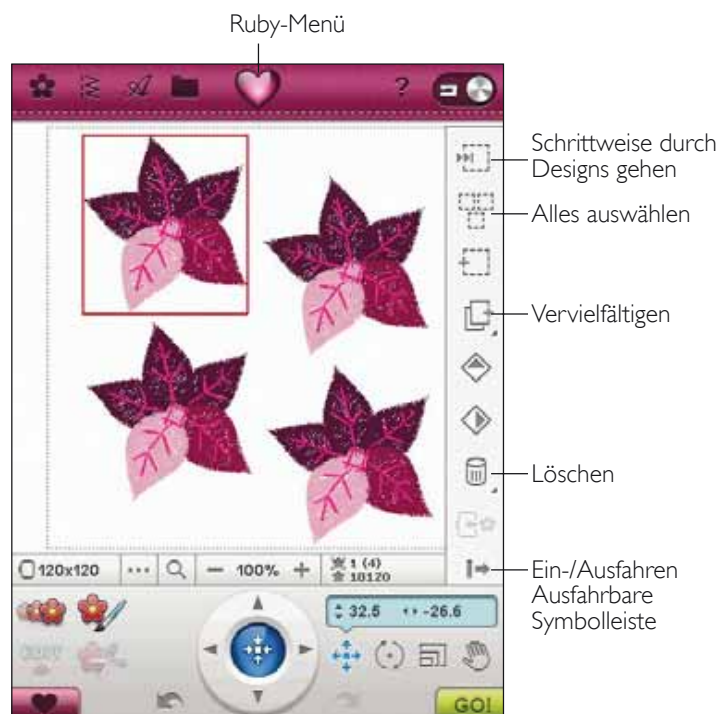 Ruby-Menü
?
Schrittweise durch
Designs gehen
Alles auswählen
Vervielfältigen
Löschen
120x120 ... — 100% + 1 (4)
10120
Ein-/Ausfahren
Ausfahrbare
Symbolleiste
32.5 -26.6
GO!